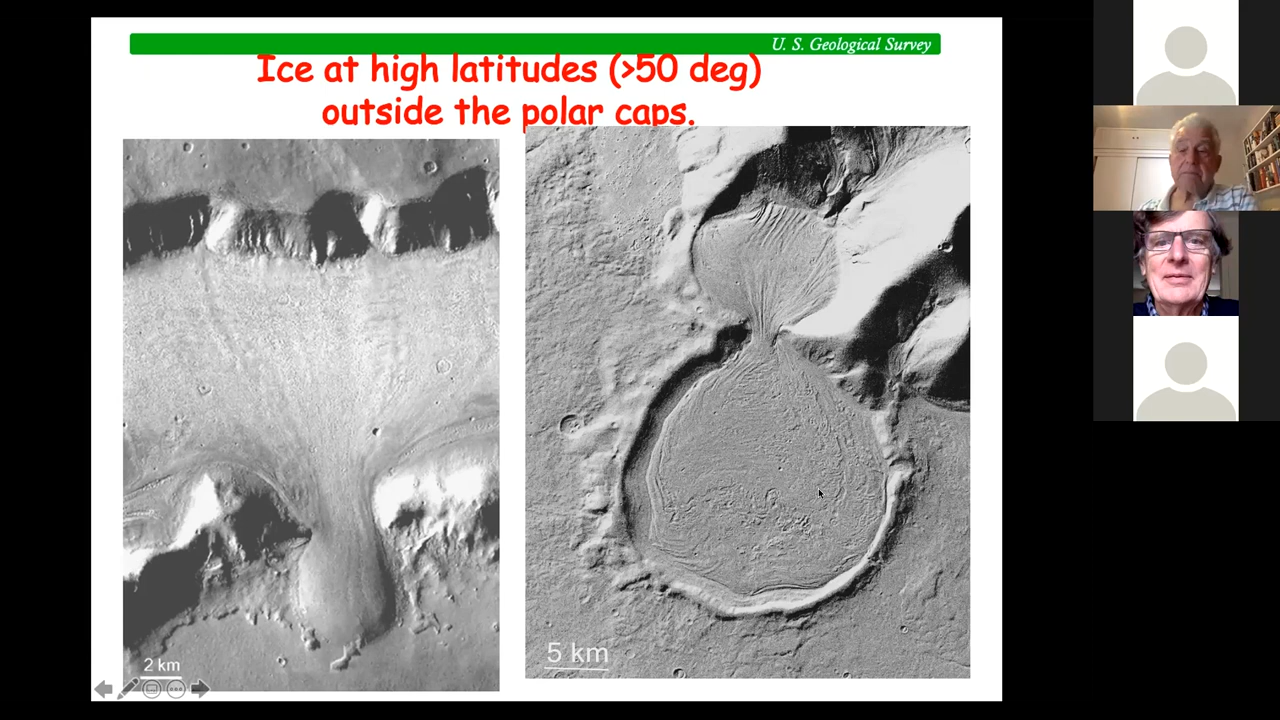 U. S. Geological Survey
Ice at high latitudes (>50 deg)
outside the polar caps.
2 km
5 km